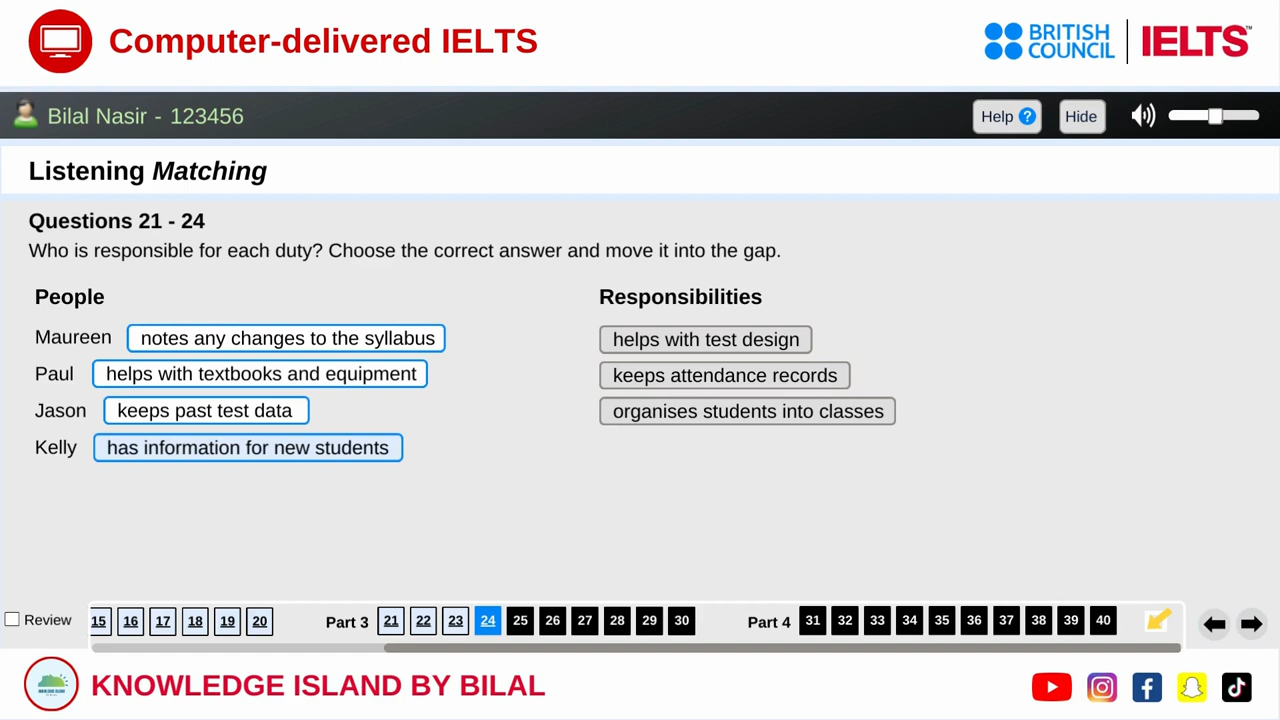 Computer-delivered IELTS
BRITISH COUNCIL
IELTS™
Bilal Nasir - 123456
Help ?
Hide
Listening Matching
Questions 21 - 24
Who is responsible for each duty? Choose the correct answer and move it into the gap.
People
Responsibilities
Maureen notes any changes to the syllabus
helps with test design
Paul helps with textbooks and equipment
keeps attendance records
Jason keeps past test data
organises students into classes
Kelly has information for new students
Review 15 16 17 18 19 20 Part 3 21 22 23 24 25 26 27 28 29 30 Part 4 31 32 33 34 35 36 37 38 39 40
KNOWLEDGE ISLAND BY BILAL